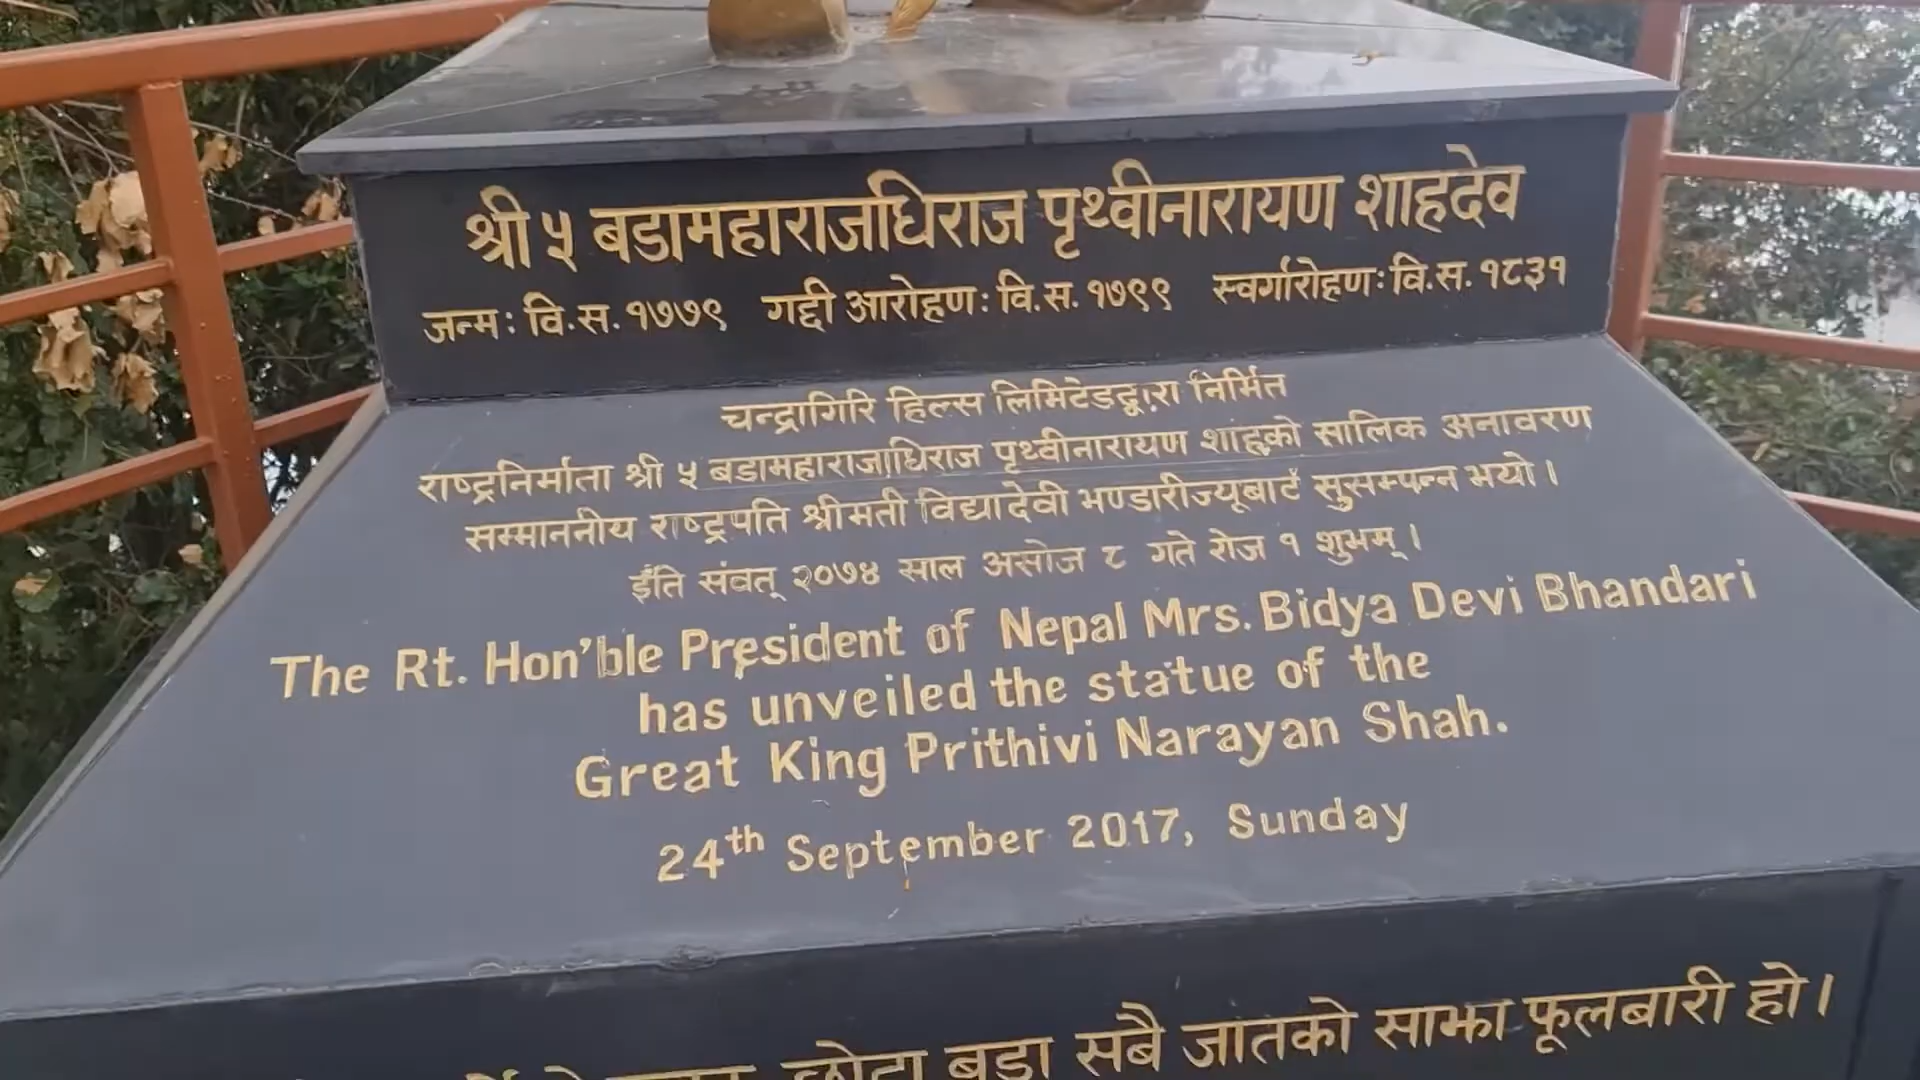 श्री ५ बडामहाराजधिराज पृथ्वीनारायण शाहदेव
जन्म: वि.स. १७७९ गद्दी आरोहण: वि.स. १७९९ स्वर्गारोहण: वि.स. १८३१
चन्द्रागिरि हिल्स लिमिटेडद्वारा निर्मित
राष्ट्रनिर्माता श्री ५ बडामहाराजाधिराज पृथ्वीनारायण शाहको सालिक अनावरण
सम्माननीय राष्ट्रपति श्रीमती विद्यादेवी भण्डारीज्यूबाट सुसम्पन्न भयो।
ईति संवत् २०७४ साल असोज ८ गते रोज १ शुभम्।
The Rt. Hon'ble President of Nepal Mrs. Bidya Devi Bhandari
has unveiled the statue of the
Great King Prithivi Narayan Shah.
24th September 2017, Sunday
छोटा बडा सबै जातको साझा फूलबारी हो।